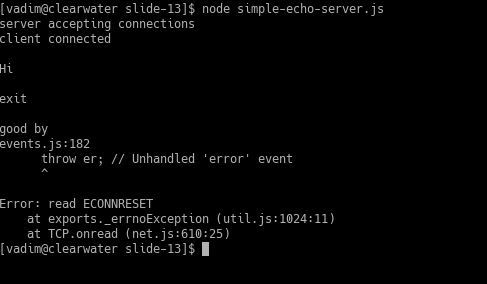 [vadim@clearwater slide-13]$ node simple-echo-server.js
server accepting connections
client connected
Hi
exit
good by
events.js:182
throw er; // Unhandled 'error' event
^
Error: read ECONNRESET
at exports._errnoException (util.js:1024:11)
at TCP.onread (net.js:610:25)
[vadim@clearwater slide-13]$